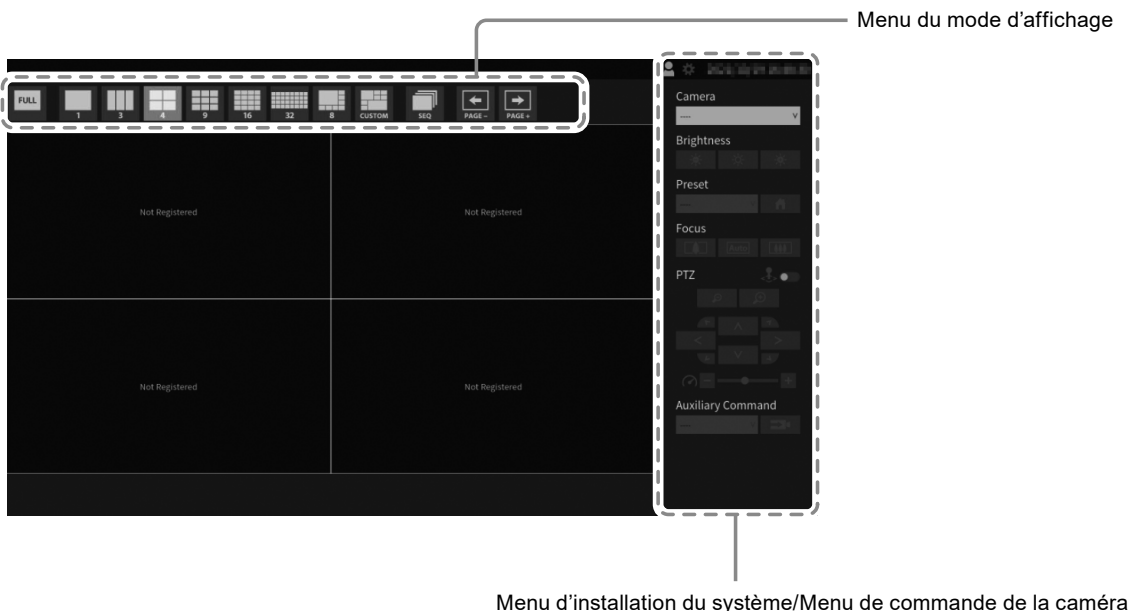 Menu du mode d’affichage
FULL
1
3
4
9
16
32
8
CUSTOM
SEQ
PAGE−
PAGE+
Camera
----
Brightness
Not Registered
Not Registered
Preset
----
Focus
Auto
PTZ
Not Registered
Not Registered
Auxiliary Command
----
Menu d’installation du système/Menu de commande de la caméra